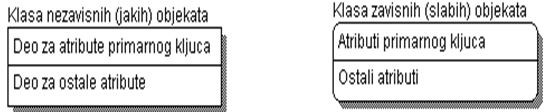 Klasa nezavisnih (jakih) objekata
Deo za atribute primarnog kljuca
Deo za ostale atribute
Klasa zavisnih (slabih) objekata
Atributi primarnog kljuca
Ostali atributi